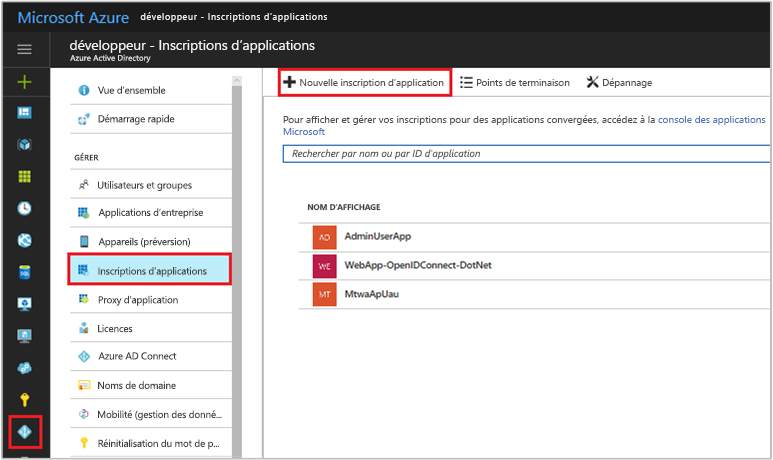 Microsoft Azure développeur - Inscriptions d'applications
développeur - Inscriptions d'applications
Azure Active Directory
Vue d'ensemble
Démarrage rapide
GÉRER
Utilisateurs et groupes
Applications d'entreprise
Appareils (préversion)
Inscriptions d'applications
Proxy d'application
Licences
Azure AD Connect
Noms de domaine
Mobilité (gestion des donné...
Réinitialisation du mot de p...
Nouvelle inscription d'application Points de terminaison Dépannage
Pour afficher et gérer vos inscriptions pour des applications convergées, accédez à la console des applications
Microsoft
Rechercher par nom ou par ID d'application
NOM D'AFFICHAGE
AD AdminUserApp
WE WebApp-OpenIDConnect-DotNet
MT MtwaApUau